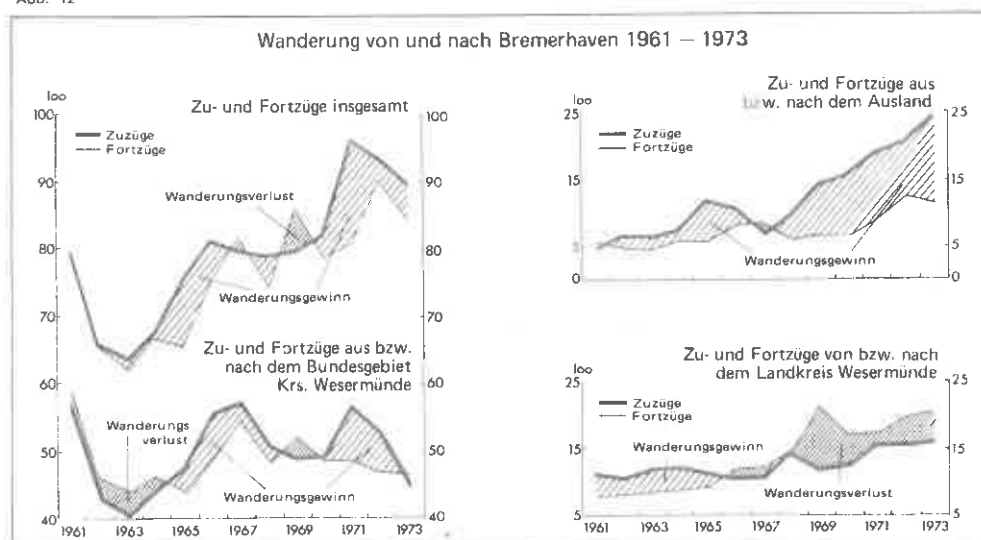 Abb. 12
Wanderung von und nach Bremerhaven 1961 – 1973
100
Zu- und Fortzüge insgesamt
100
100
Zuzüge
Fortzüge
90
90
Wanderungsverlust
80
80
Wanderungsgewinn
70
70
Zu- und Fortzüge aus bzw.
nach dem Bundesgebiet
Krs. Wesermünde
60
60
Wanderungs
verlust
50
50
Wanderungsgewinn
40
40
1961 1963 1965 1967 1969 1971 1973
Zu- und Fortzüge aus
bzw. nach dem Ausland
100
25
25
Zuzüge
Fortzüge
15
15
5
5
Wanderungsgewinn
0
0
Zu- und Fortzüge von bzw. nach
dem Landkreis Wesermünde
100
25
25
Zuzüge
Fortzüge
Wanderungsgewinn
15
15
Wanderungsverlust
5
5
1961 1963 1965 1967 1969 1971 1973